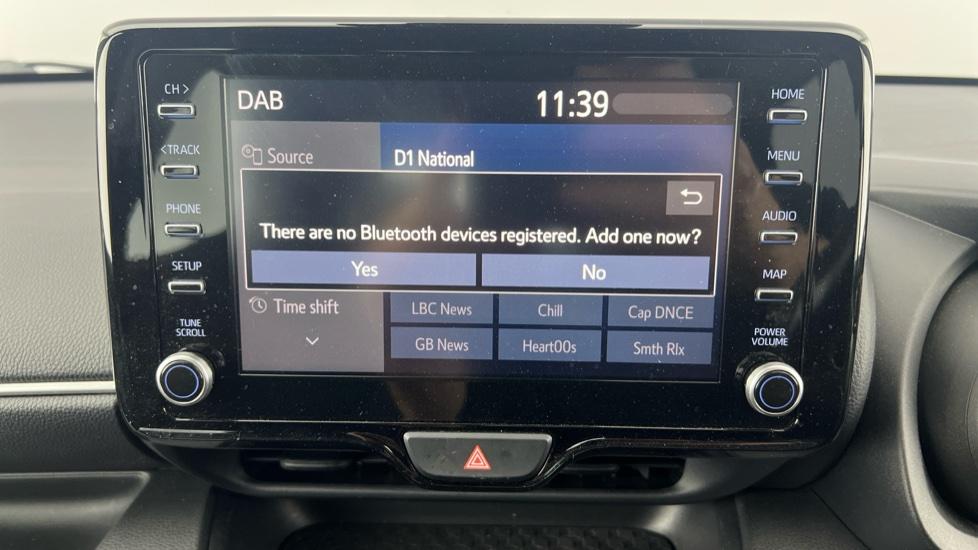 CH >
<TRACK
PHONE
SETUP
TUNE
SCROLL
DAB
11:39
Source
D1 National
There are no Bluetooth devices registered. Add one now?
Yes
No
Time shift
LBC News
Chill
Cap DNCE
GB News
Heart00s
Smth Rlx
HOME
MENU
AUDIO
MAP
POWER
VOLUME